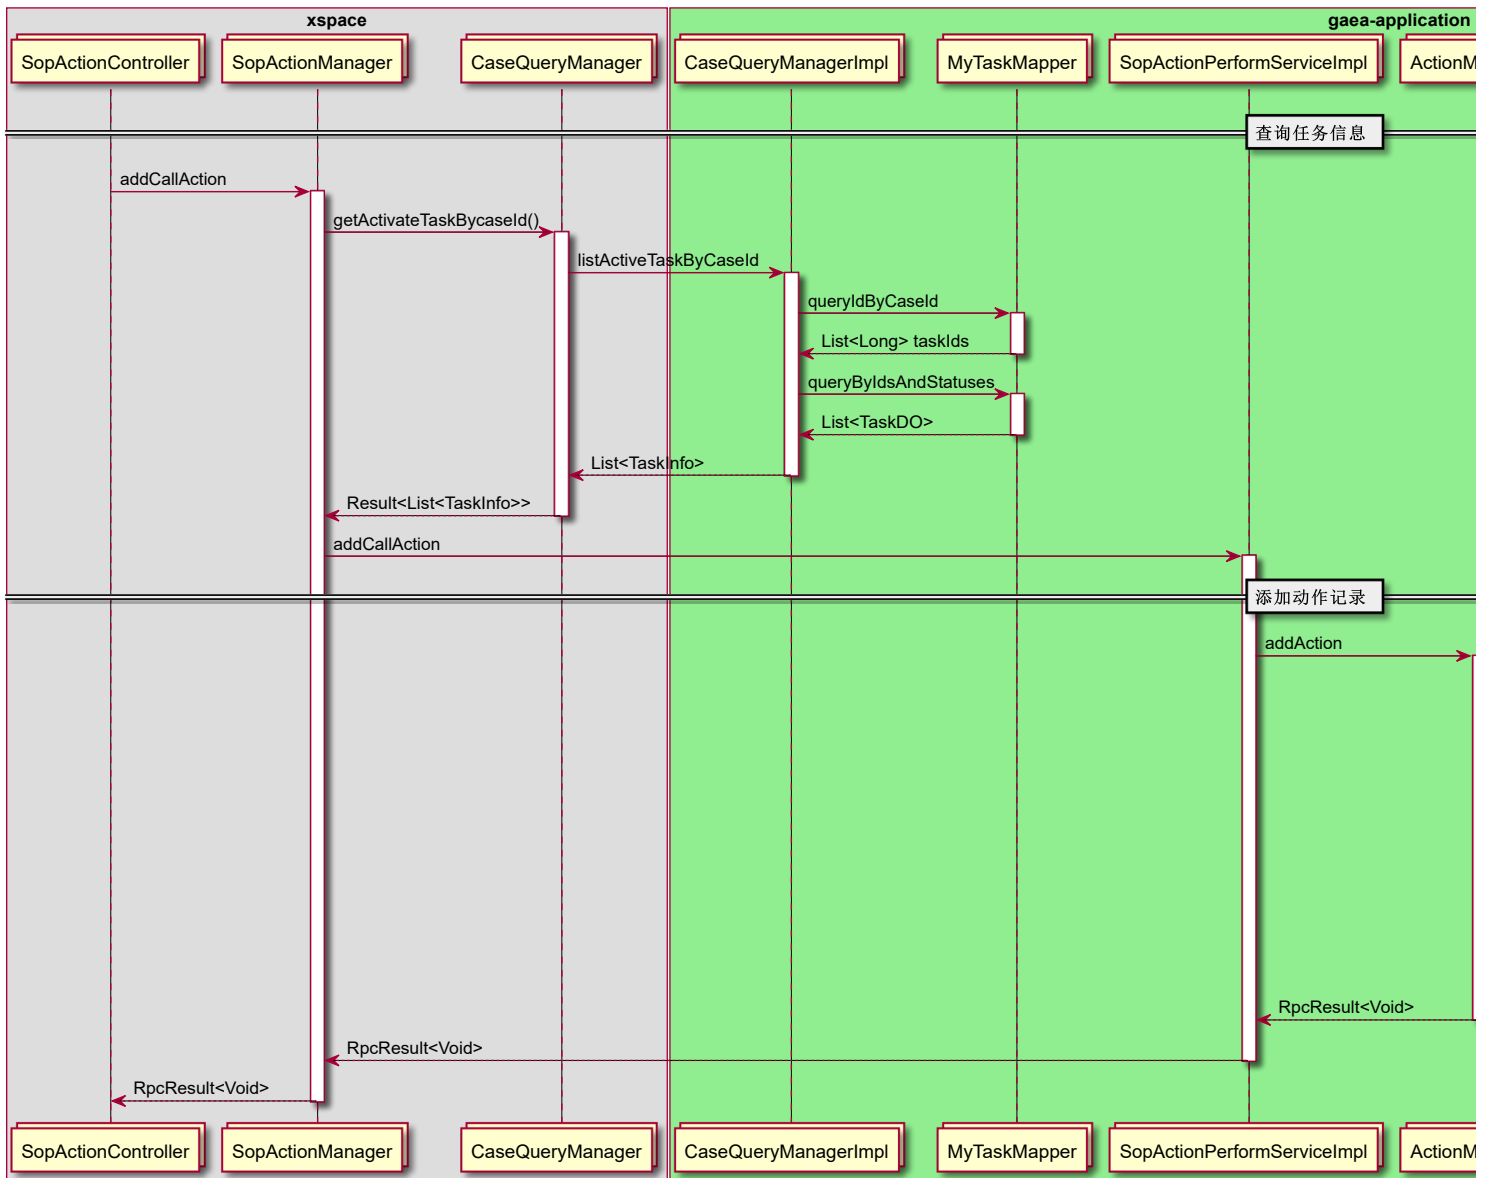 xspace
gaea-application
SopActionController
SopActionManager
CaseQueryManager
CaseQueryManagerImpl
MyTaskMapper
SopActionPerformServiceImpl
查询任务信息
addCallAction
getActivateTaskBycaseId()
listActiveTaskByCaseId
queryIdByCaseId
List<Long> taskIds
queryByIdsAndStatuses
List<TaskDO>
List<TaskInfo>
Result<List<TaskInfo>>
addCallAction
添加动作记录
addAction
RpcResult<Void>
RpcResult<Void>
RpcResult<Void>
SopActionController
SopActionManager
CaseQueryManager
CaseQueryManagerImpl
MyTaskMapper
SopActionPerformServiceImpl